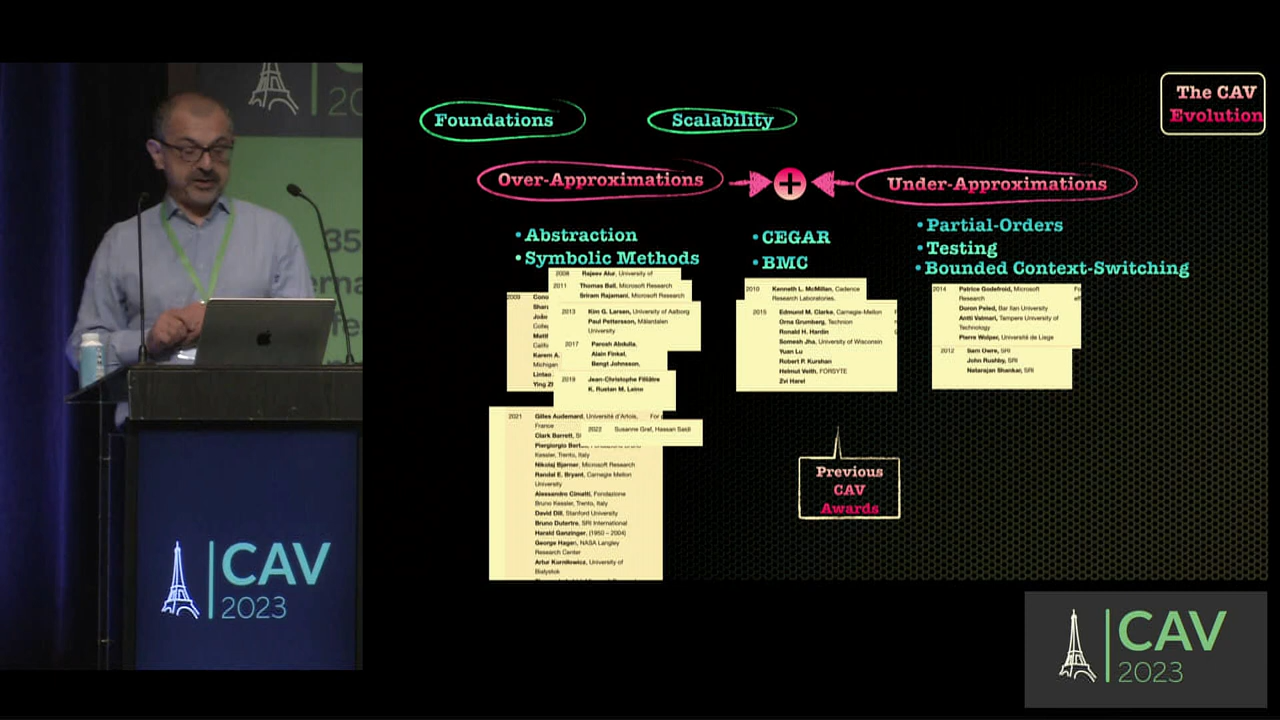 The CAV
Evolution
Foundations
Scalability
Over-Approximations
+
Under-Approximations
• Abstraction
• Symbolic Methods
• CEGAR
• BMC
• Partial-Orders
• Testing
• Bounded Context-Switching
2008 Rajeev Alur, University of
2011 Thomas Ball, Microsoft Research
Sriram Rajamani, Microsoft Research
2009
2013 Kim G. Larsen, University of Aalborg
Paul Pettersson, Mälardalen
University
2017 Parosh Abdulla,
Alain Finkel,
Bengt Johnsson,
Karem A.
Michigan
2019 Jean-Christophe Filliâtre
K. Rustan M. Leino
2021 Gilles Audemard, Université d'Artois,
France
Clark Barrett,
2022 Susanne Graf, Hassan Saidi
Kessler, Trento, Italy
Nikolaj Bjørner, Microsoft Research
Randal E. Bryant, Carnegie Mellon
University
Alessandro Cimatti, Fondazione
Bruno Kessler, Trento, Italy
David Dill, Stanford University
Bruno Dutertre, SRI International
Harald Ganzinger, (1950 – 2004)
George Hagen, NASA Langley
Research Center
Artur Korniłowicz, University of
Białystok
2010 Kenneth L. McMillan, Cadence
Research Laboratories.
2015 Edmund M. Clarke, Carnegie-Mellon
Orna Grumberg, Technion
Ronald H. Hardin
Somesh Jha, University of Wisconsin
Yuan Lu
Robert P. Kurshan
Helmut Veith, FORSYTE
Zvi Harel
2014 Patrice Godefroid, Microsoft
Research
Doron Peled, Bar Ilan University
Antti Valmari, Tampere University of
Technology
Pierre Wolper, Université de Liege
2012 Sam Owre, SRI
John Rushby, SRI
Natarajan Shankar, SRI
Previous
CAV
Awards
CAV
2023
CAV
2023